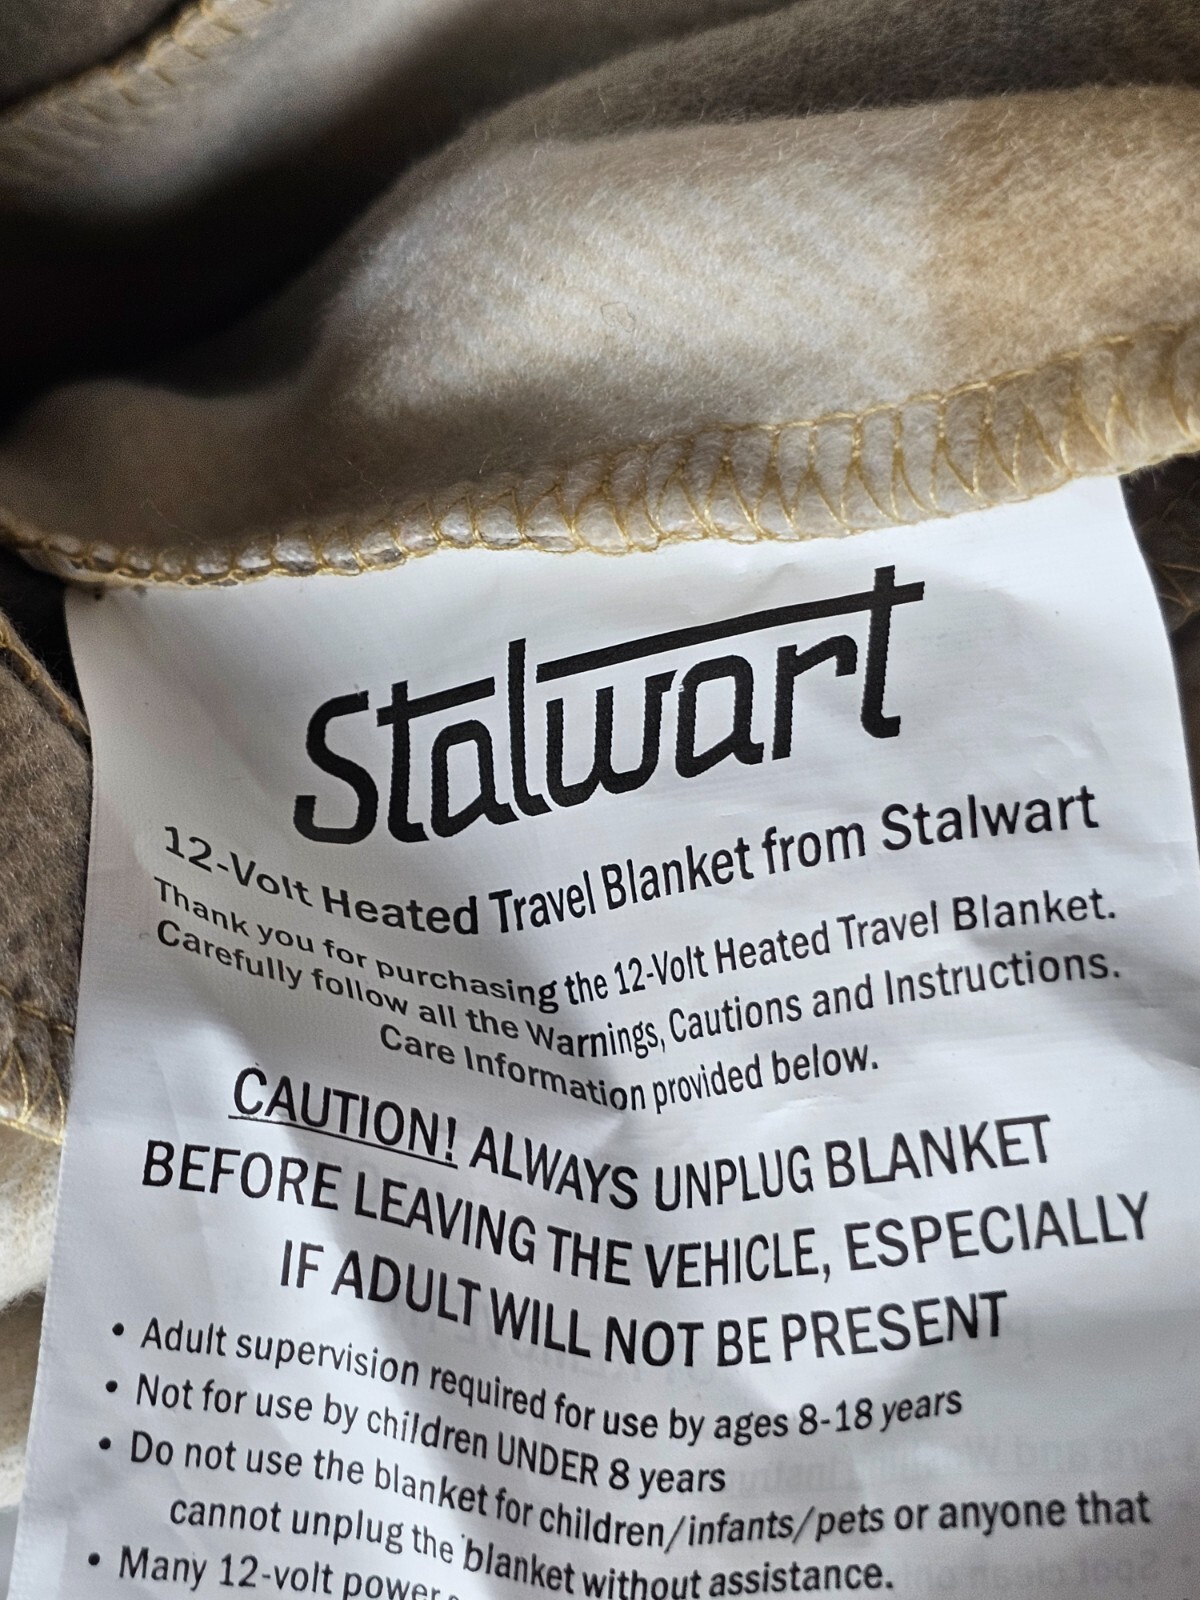 Stalwart
12-Volt Heated Travel Blanket from Stalwart
Thank you for purchasing the 12-Volt Heated Travel Blanket.
Carefully follow all the Warnings, Cautions and Instructions.
Care Information provided below.
CAUTION! ALWAYS UNPLUG BLANKET
BEFORE LEAVING THE VEHICLE, ESPECIALLY
IF ADULT WILL NOT BE PRESENT
• Adult supervision required for use by ages 8-18 years
• Not for use by children UNDER 8 years
• Do not use the blanket for children/infants/pets or anyone that
cannot unplug the blanket without assistance.
• Many 12-volt power